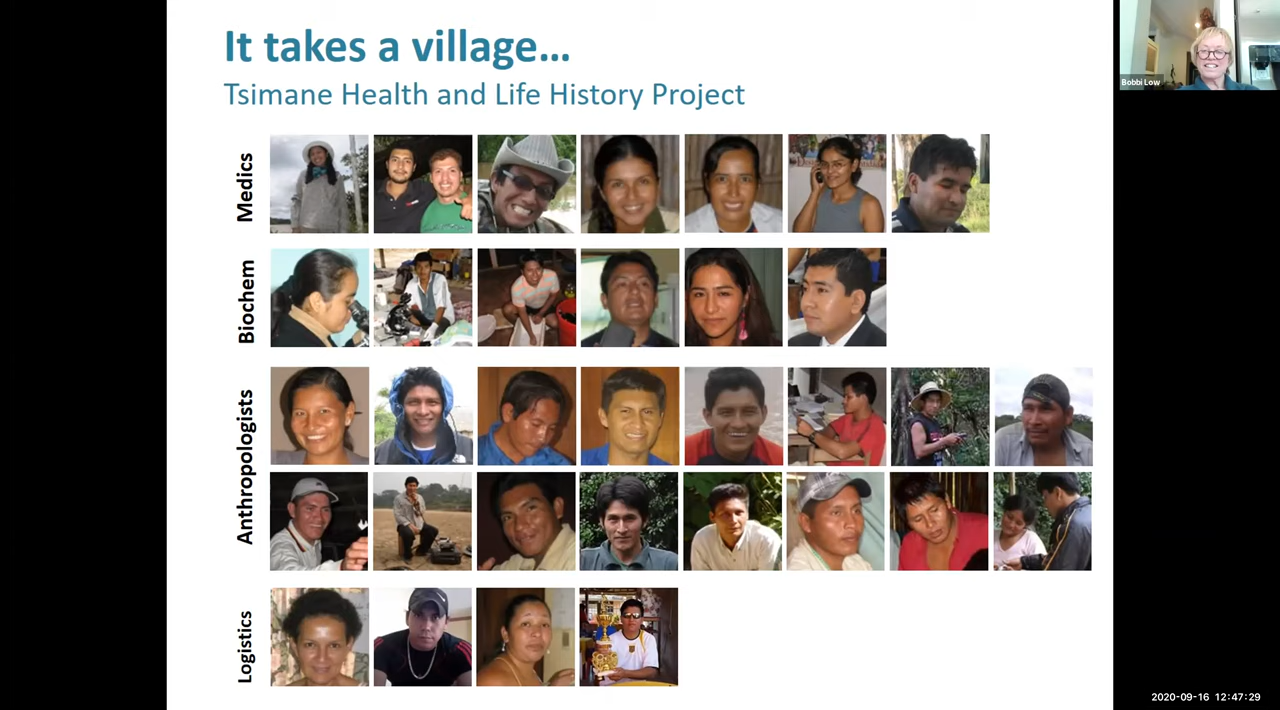 It takes a village...
Tsimane Health and Life History Project
Medics
Biochem
Anthropologists
Logistics
Bobbi Low
2020-09-16 12:47:29